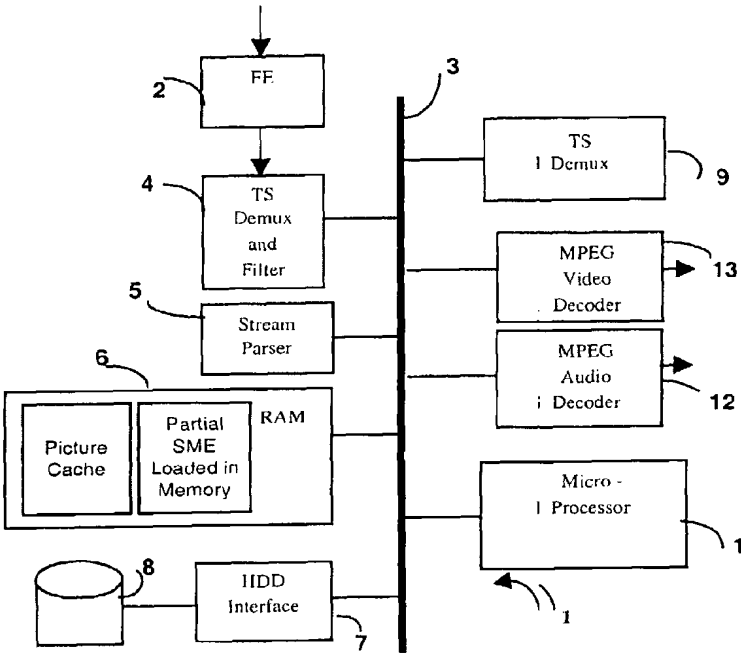 FE
2
3
TS
Demux
and
Filter
4
TS
Demux
9
MPEG
Video
Decoder
13
5
Stream
Parser
6
MPEG
Audio
Decoder
12
RAM
Picture
Cache
Partial
SME
Loaded in
Memory
Micro -
Processor
1
8
HDD
Interface
7
1